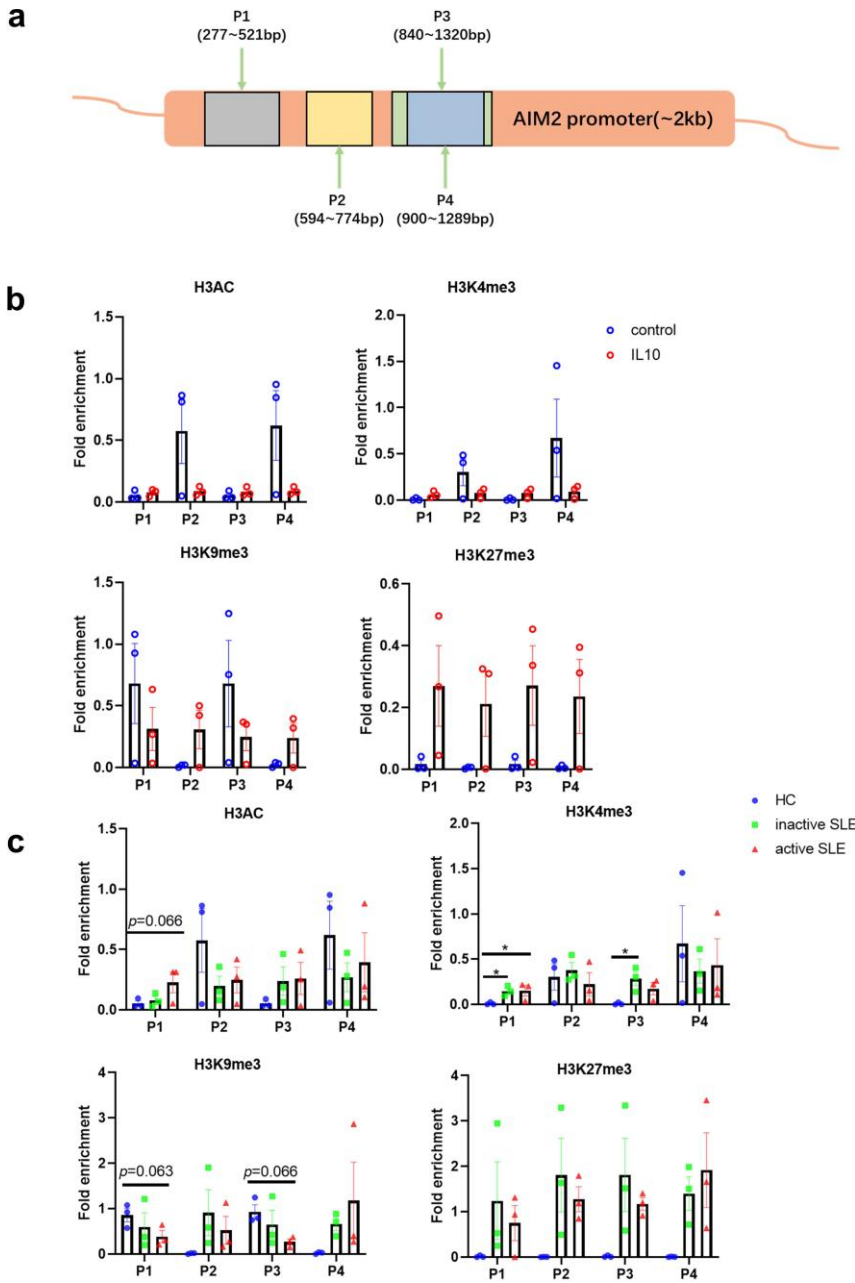 a
P1
(277~521bp)
P3
(840~1320bp)
AIM2 promoter(~2kb)
P2
(594~774bp)
P4
(900~1289bp)
b
H3AC
Fold enrichment
1.5
1.0
0.5
0.0
P1 P2 P3 P4
H3K4me3
Fold enrichment
2.0
1.5
1.0
0.5
0.0
P1 P2 P3 P4
control
IL10
H3K9me3
Fold enrichment
1.5
1.0
0.5
0.0
P1 P2 P3 P4
H3K27me3
Fold enrichment
0.6
0.4
0.2
0.0
P1 P2 P3 P4
HC
inactive SLE
active SLE
c
H3AC
Fold enrichment
1.5
1.0
0.5
0.0
p=0.066
P1 P2 P3 P4
H3K4me3
Fold enrichment
2.0
1.5
1.0
0.5
0.0
*
*
*
P1 P2 P3 P4
H3K9me3
Fold enrichment
4
3
2
1
0
p=0.063
p=0.066
P1 P2 P3 P4
H3K27me3
Fold enrichment
4
3
2
1
0
P1 P2 P3 P4